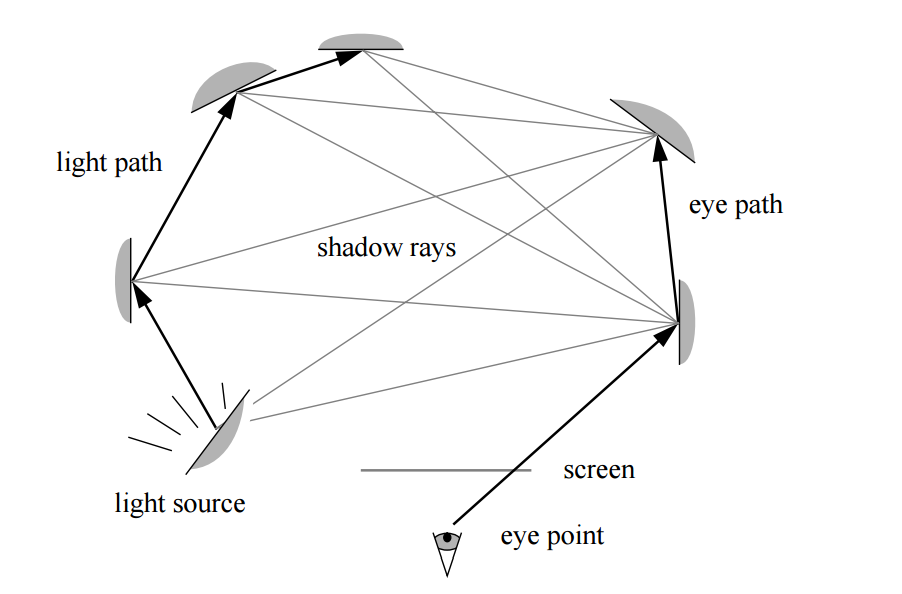 light path
eye path
shadow rays
screen
light source
eye point